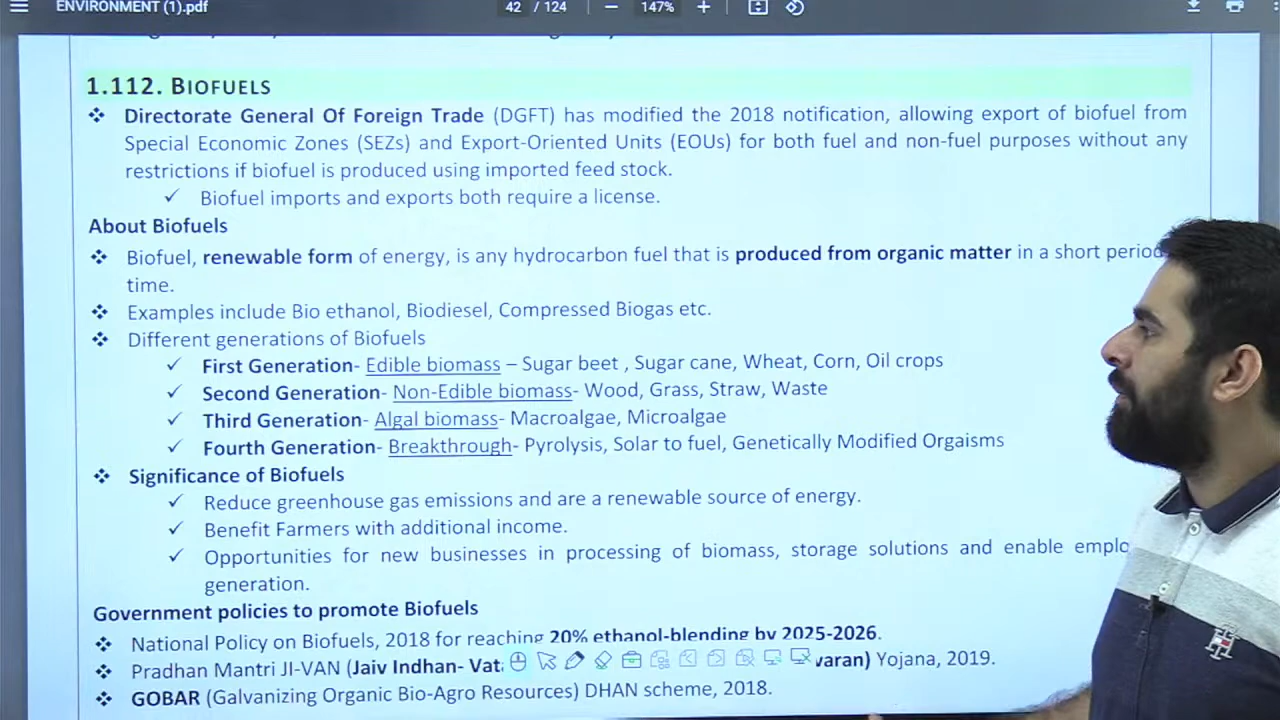 ENVIRONMENT (1).pdf
42 / 124
147%
1.112. BIOFUELS
❖ Directorate General Of Foreign Trade (DGFT) has modified the 2018 notification, allowing export of biofuel from
Special Economic Zones (SEZs) and Export-Oriented Units (EOUs) for both fuel and non-fuel purposes without any
restrictions if biofuel is produced using imported feed stock.
✓ Biofuel imports and exports both require a license.
About Biofuels
❖ Biofuel, renewable form of energy, is any hydrocarbon fuel that is produced from organic matter in a short period
time.
❖ Examples include Bio ethanol, Biodiesel, Compressed Biogas etc.
❖ Different generations of Biofuels
✓ First Generation- Edible biomass – Sugar beet , Sugar cane, Wheat, Corn, Oil crops
✓ Second Generation- Non-Edible biomass- Wood, Grass, Straw, Waste
✓ Third Generation- Algal biomass- Macroalgae, Microalgae
✓ Fourth Generation- Breakthrough- Pyrolysis, Solar to fuel, Genetically Modified Orgaisms
❖ Significance of Biofuels
✓ Reduce greenhouse gas emissions and are a renewable source of energy.
✓ Benefit Farmers with additional income.
✓ Opportunities for new businesses in processing of biomass, storage solutions and enable emplo
generation.
Government policies to promote Biofuels
❖ National Policy on Biofuels, 2018 for reaching 20% ethanol-blending by 2025-2026.
❖ Pradhan Mantri JI-VAN (Jaiv Indhan- Vat varan) Yojana, 2019.
❖ GOBAR (Galvanizing Organic Bio-Agro Resources) DHAN scheme, 2018.